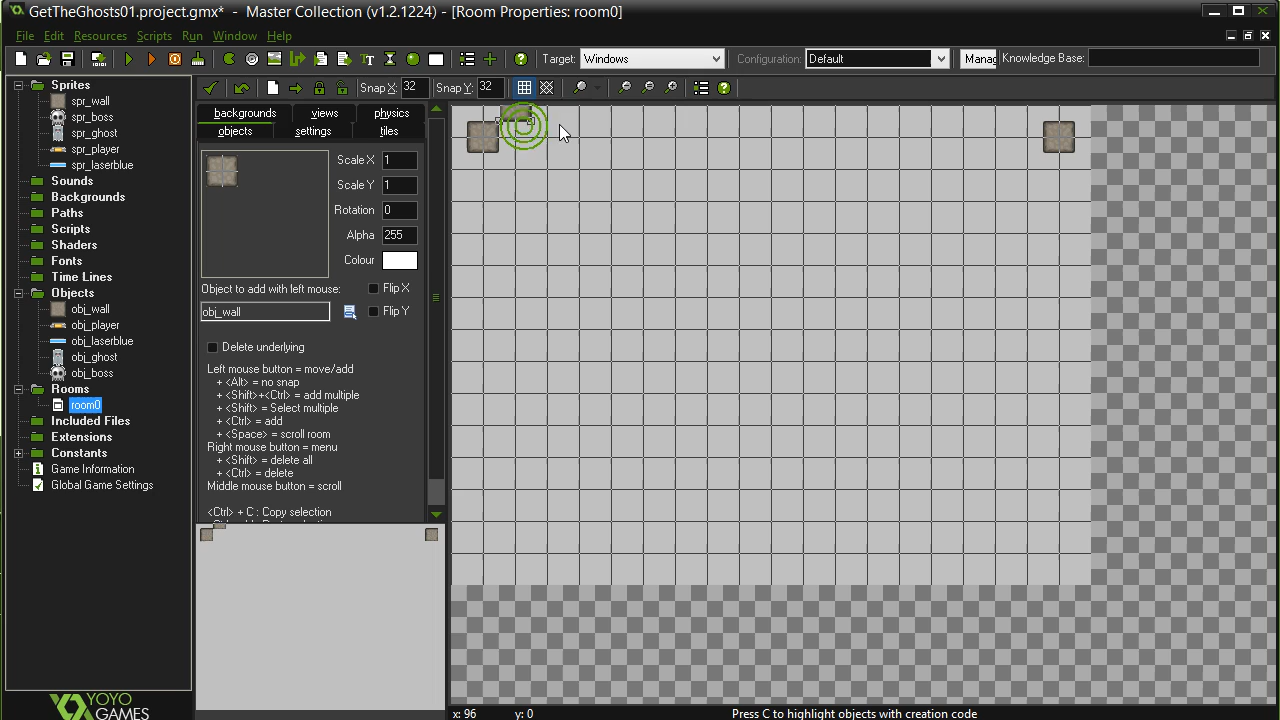 GetTheGhosts01.project.gmx* - Master Collection (v1.2.1224) - [Room Properties: room0]
File Edit Resources Scripts Run Window Help
Target: Windows Configuration: Default Manag Knowledge Base:
Snap X: 32 Snap Y: 32
Sprites
spr_wall
spr_boss
spr_ghost
spr_player
spr_laserblue
Sounds
Backgrounds
Paths
Scripts
Shaders
Fonts
Time Lines
Objects
obj_wall
obj_player
obj_laserblue
obj_ghost
obj_boss
Rooms
room0
Included Files
Extensions
Constants
Game Information
Global Game Settings
YOYO
GAMES
backgrounds views physics
objects settings tiles
Scale X 1
Scale Y 1
Rotation 0
Alpha 255
Colour
Object to add with left mouse: Flip X
obj_wall Flip Y
Delete underlying
Left mouse button = move/add
+ <Alt> = no snap
+ <Shift>+<Ctrl> = add multiple
+ <Shift> = Select multiple
+ <Ctrl> = add
+ <Space> = scroll room
Right mouse button = menu
+ <Shift> = delete all
+ <Ctrl> = delete
Middle mouse button = scroll
<Ctrl> + C : Copy selection
x: 96 y: 0 Press C to highlight objects with creation code